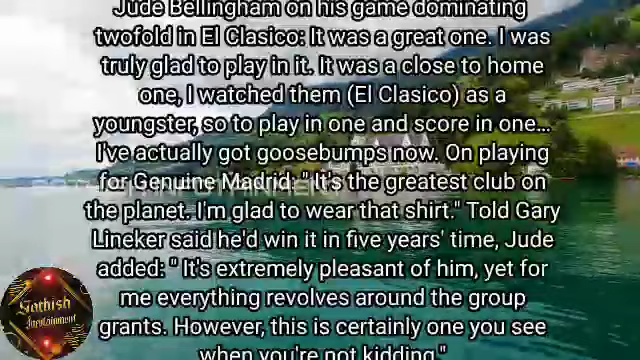 Jude Bellingham on his game dominating
twofold in El Clasico: It was a great one. I was
truly glad to play in it. It was a close to home
one, I watched them (El Clasico) as a
youngster, so to play in one and score in one...
I've actually got goosebumps now. On playing
for Genuine Madrid: " It's the greatest club on
the planet. I'm glad to wear that shirt." Told Gary
Lineker said he'd win it in five years' time, Jude
added: " It's extremely pleasant of him, yet for
me everything revolves around the group
grants. However, this is certainly one you see
when you're not kidding."
Gothish